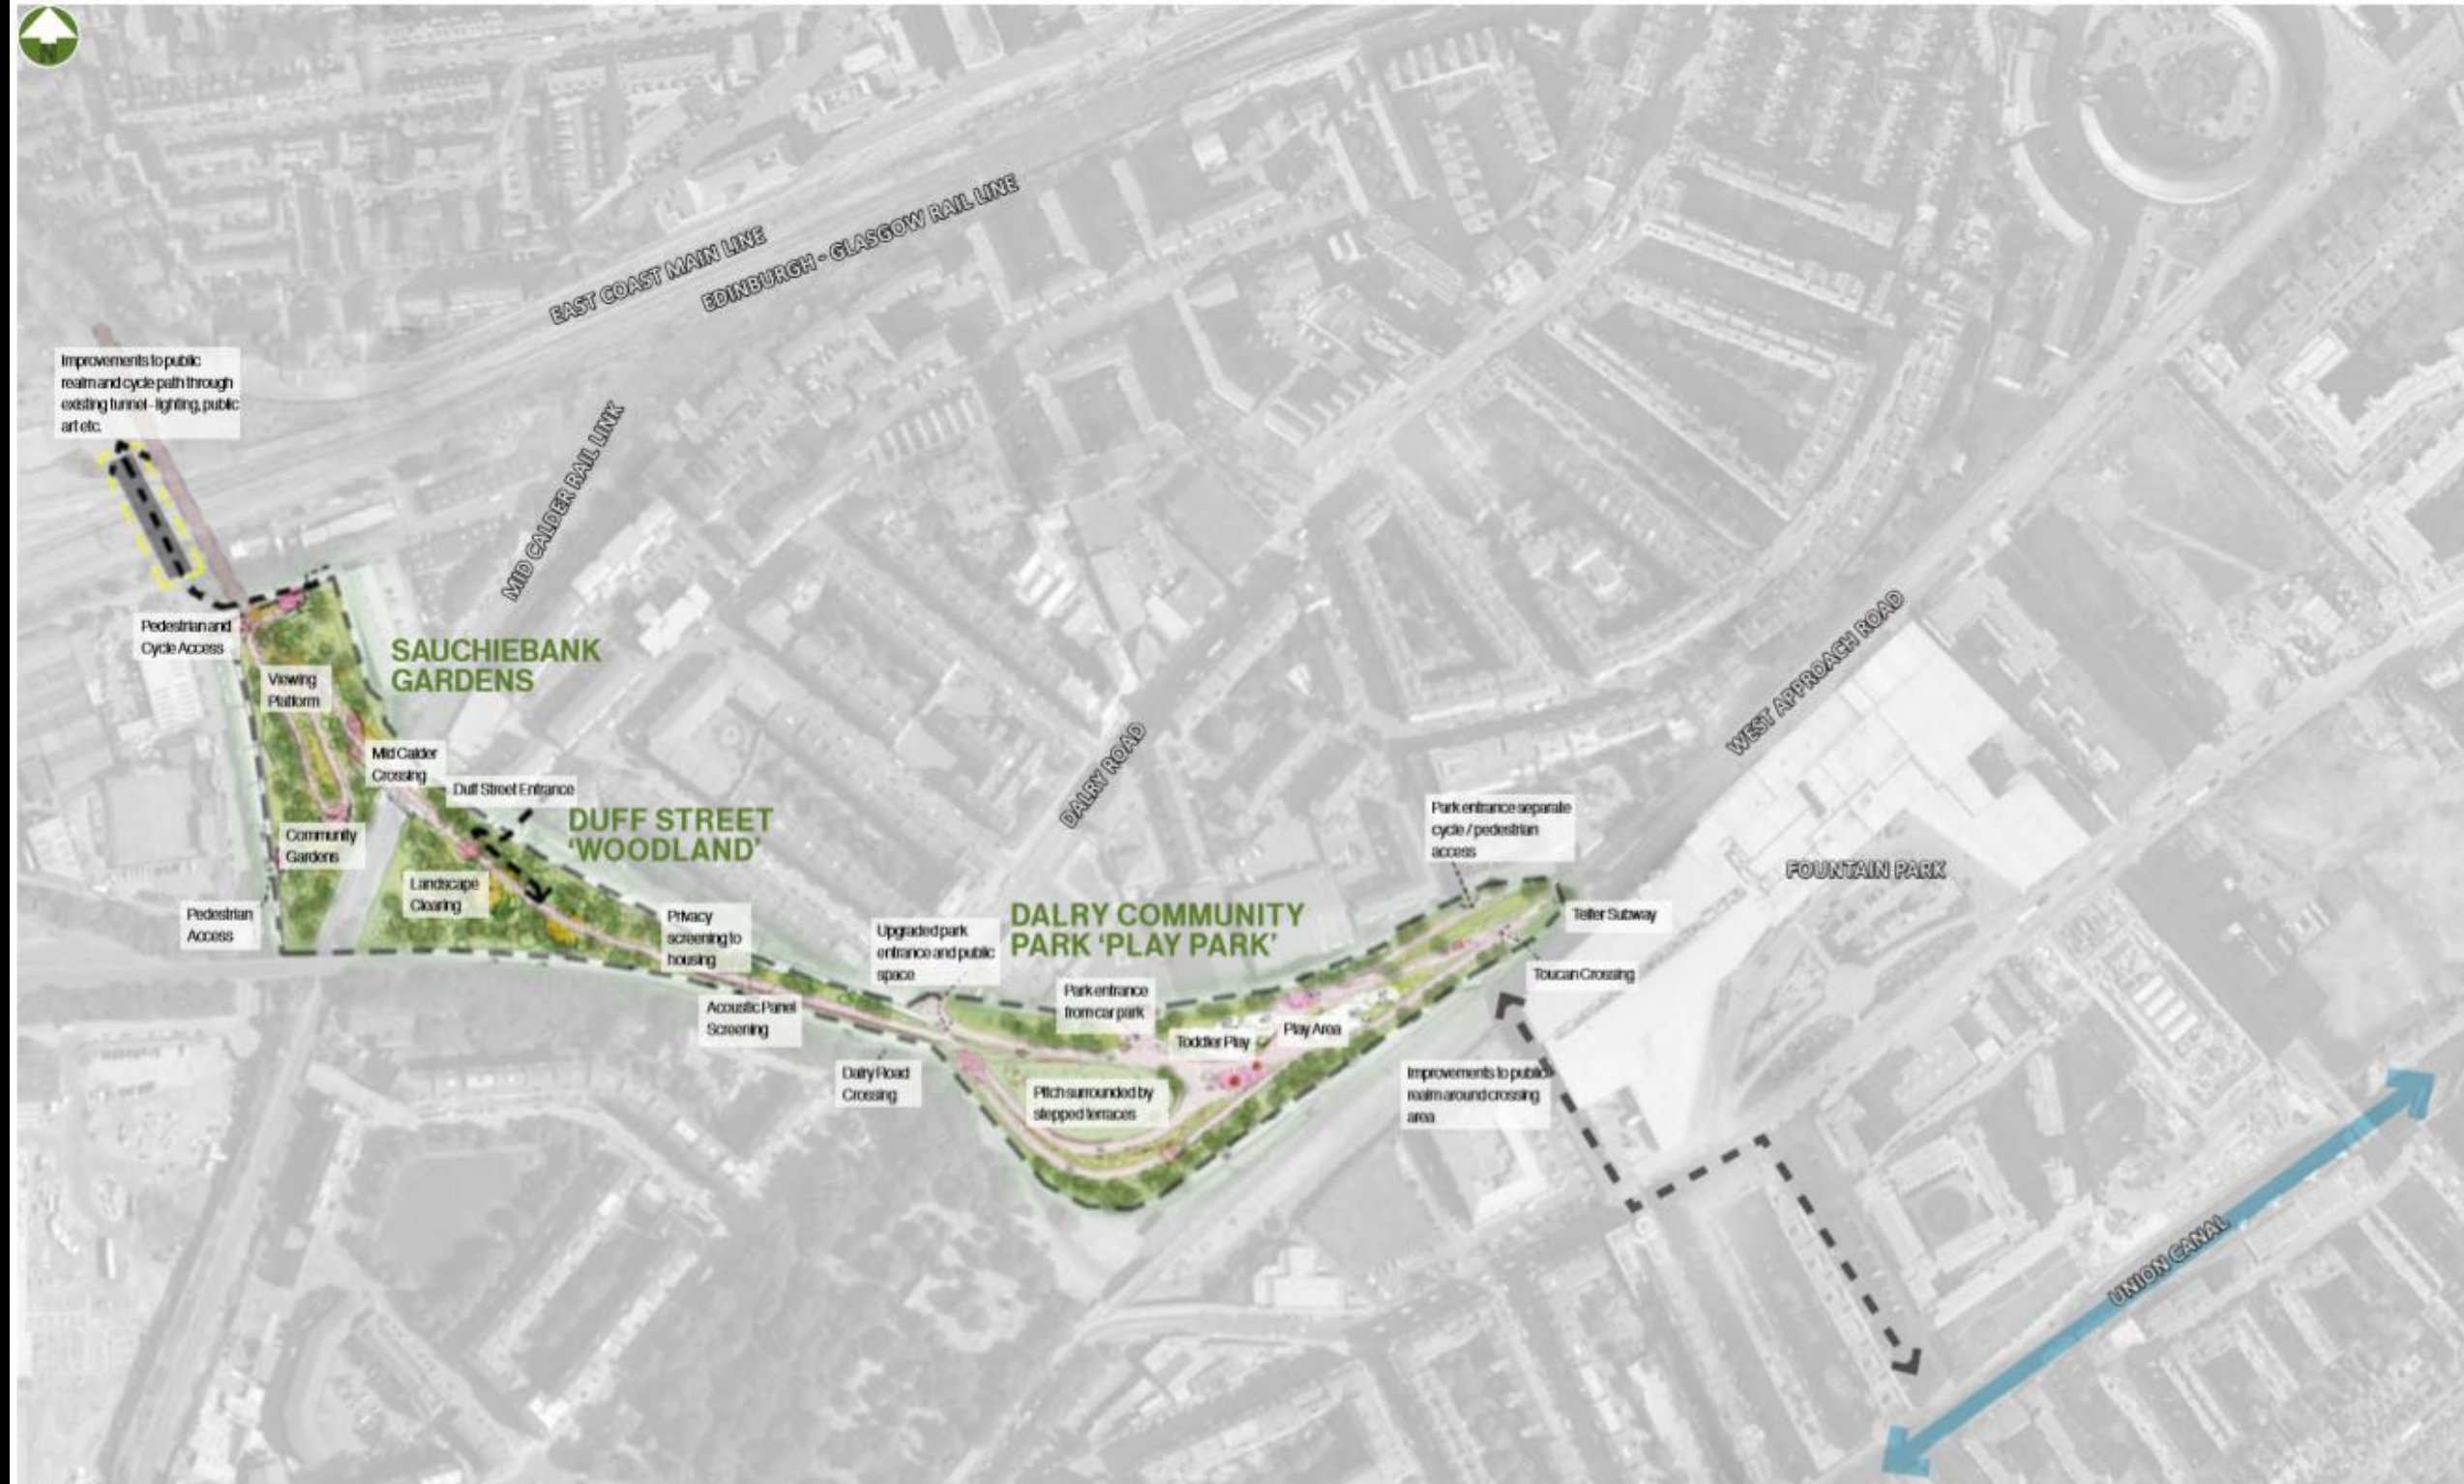 N
EAST COAST MAIN LINE
EDINBURGH - GLASGOW RAIL LINE
Improvements to public
realm and cycle path through
existing tunnel - lighting, public
art etc.
MID CALDER RAIL LINK
Pedestrian and
Cycle Access
SAUCHIEBANK
GARDENS
Viewing
Platform
Mid Calder
Crossing
Duff Street Entrance
DUFF STREET
'WOODLAND'
Community
Gardens
Landscape
Clearing
Pedestrian
Access
Privacy
screening to
housing
Acoustic Panel
Screening
DALRY ROAD
Upgraded park
entrance and public
space
DALRY COMMUNITY
PARK 'PLAY PARK'
Park entrance
from car park
Toddler Play
Play Area
Dalry Road
Crossing
Pitch surrounded by
stepped terraces
WEST APPROACH ROAD
Park entrance separate
cycle / pedestrian
access
FOUNTAIN PARK
Telfer Subway
Toucan Crossing
Improvements to public
realm around crossing
area
UNION CANAL